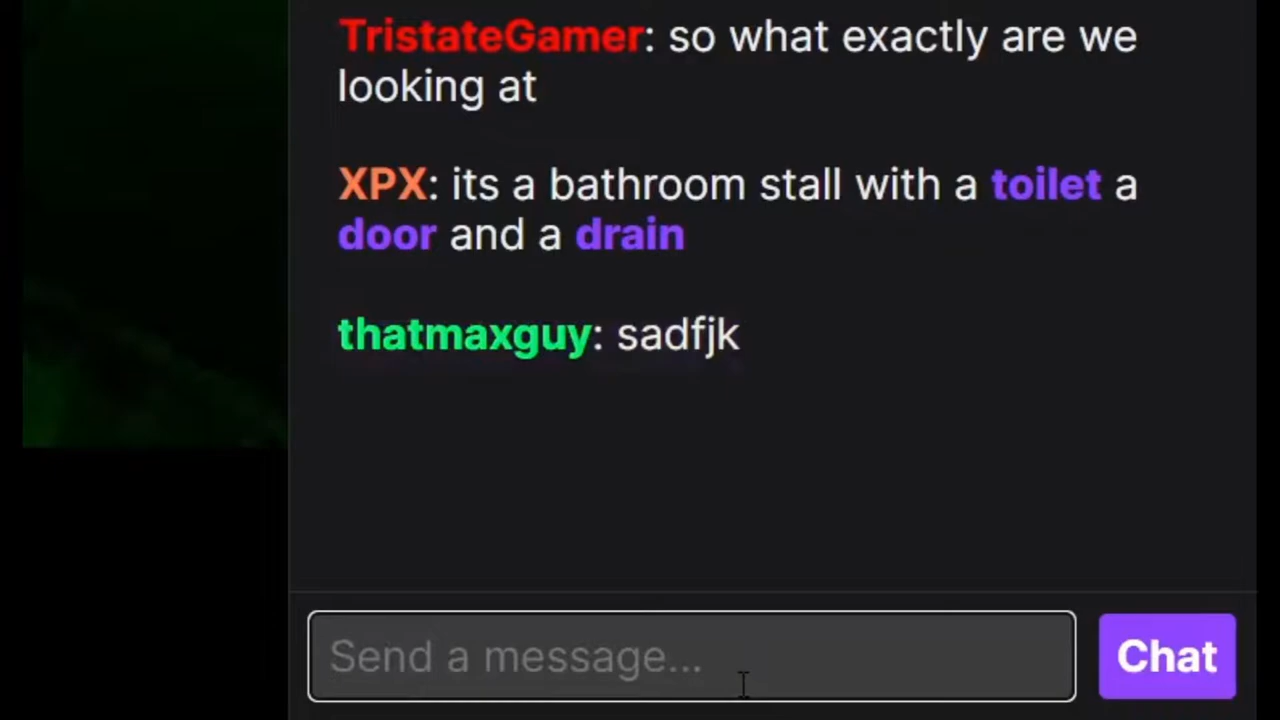 TristateGamer: so what exactly are we
looking at
XPX: its a bathroom stall with a toilet a
door and a drain
thatmaxguy: sadfjk
Send a message...
Chat